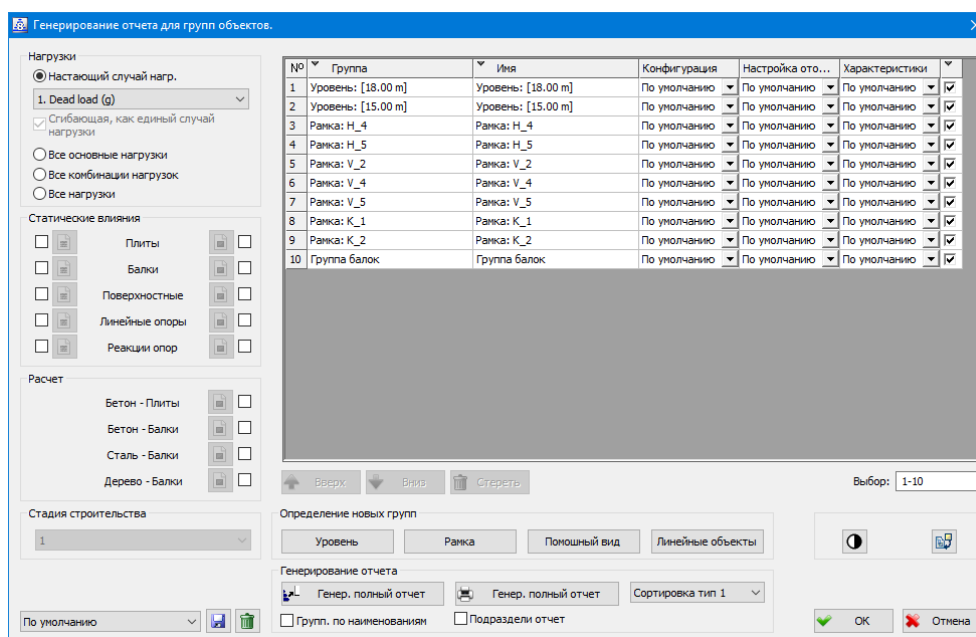 Генерирование отчета для групп объектов.
Нагрузки
Настающий случай нагр.
1. Dead load (g)
Сгибающая, как единый случай
нагрузки
Все основные нагрузки
Все комбинации нагрузок
Все нагрузки
Статические влияния
Плиты
Балки
Поверхностные
Линейные опоры
Реакции опор
Расчет
Бетон - Плиты
Бетон - Балки
Сталь - Балки
Дерево - Балки
Стадия строительства
1
По умолчанию
№ Группа Имя Конфигурация Настройка ото... Характеристики
1 Уровень: [18.00 m] Уровень: [18.00 m] По умолчанию По умолчанию По умолчанию
2 Уровень: [15.00 m] Уровень: [15.00 m] По умолчанию По умолчанию По умолчанию
3 Рамка: H_4 Рамка: H_4 По умолчанию По умолчанию По умолчанию
4 Рамка: H_5 Рамка: H_5 По умолчанию По умолчанию По умолчанию
5 Рамка: V_2 Рамка: V_2 По умолчанию По умолчанию По умолчанию
6 Рамка: V_4 Рамка: V_4 По умолчанию По умолчанию По умолчанию
7 Рамка: V_5 Рамка: V_5 По умолчанию По умолчанию По умолчанию
8 Рамка: K_1 Рамка: K_1 По умолчанию По умолчанию По умолчанию
9 Рамка: K_2 Рамка: K_2 По умолчанию По умолчанию По умолчанию
10 Группа балок Группа балок По умолчанию По умолчанию По умолчанию
Вверх Вниз Стереть
Выбор: 1-10
Определение новых групп
Уровень Рамка Помошный вид Линейные объекты
Генерирование отчета
Генер. полный отчет Генер. полный отчет Сортировка тип 1
Групп. по наименованиям Подраздели отчет
OK Отмена